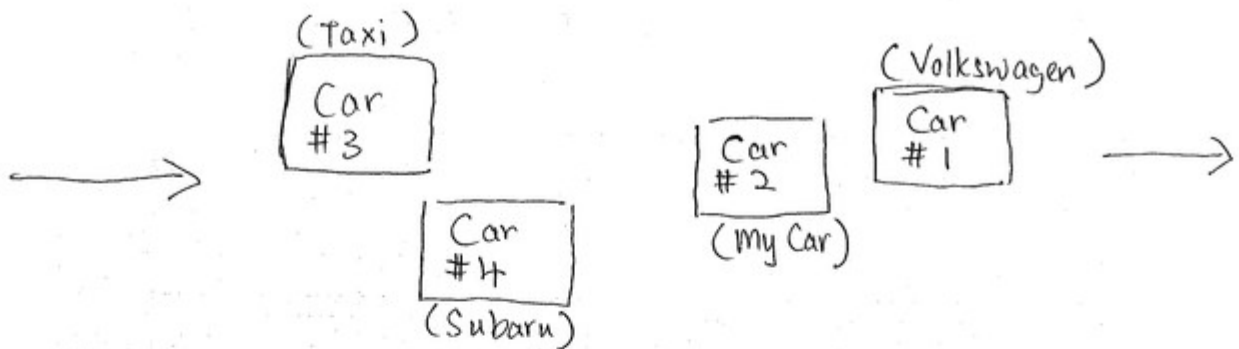 (Taxi)
Car
#3
Car
#4
(Subaru)
Car
#2
(My Car)
(Volkswagen)
Car
#1